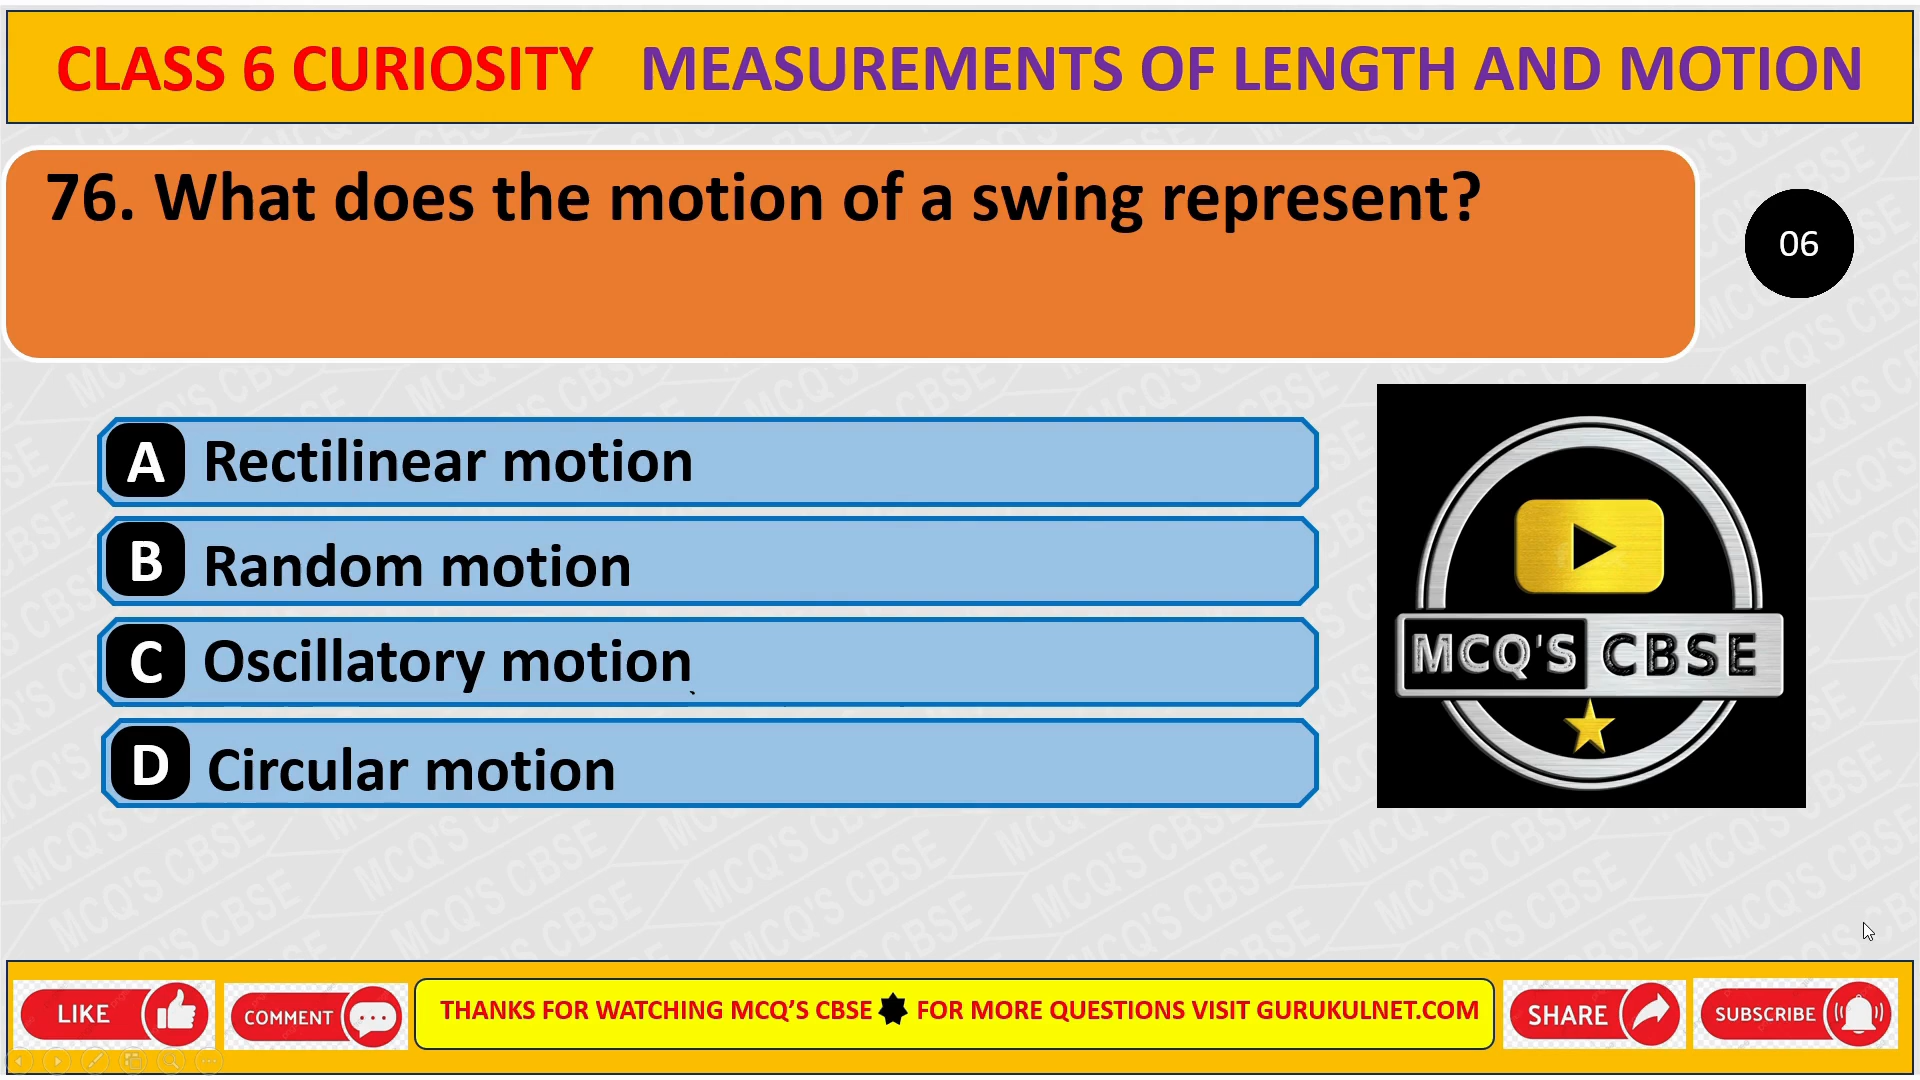 CLASS 6 CURIOSITY MEASUREMENTS OF LENGTH AND MOTION
76. What does the motion of a swing represent?
06
A Rectilinear motion
B Random motion
C Oscillatory motion
D Circular motion
MCQ'S CBSE
LIKE
COMMENT
THANKS FOR WATCHING MCQ’S CBSE FOR MORE QUESTIONS VISIT GURUKULNET.COM
SHARE
SUBSCRIBE